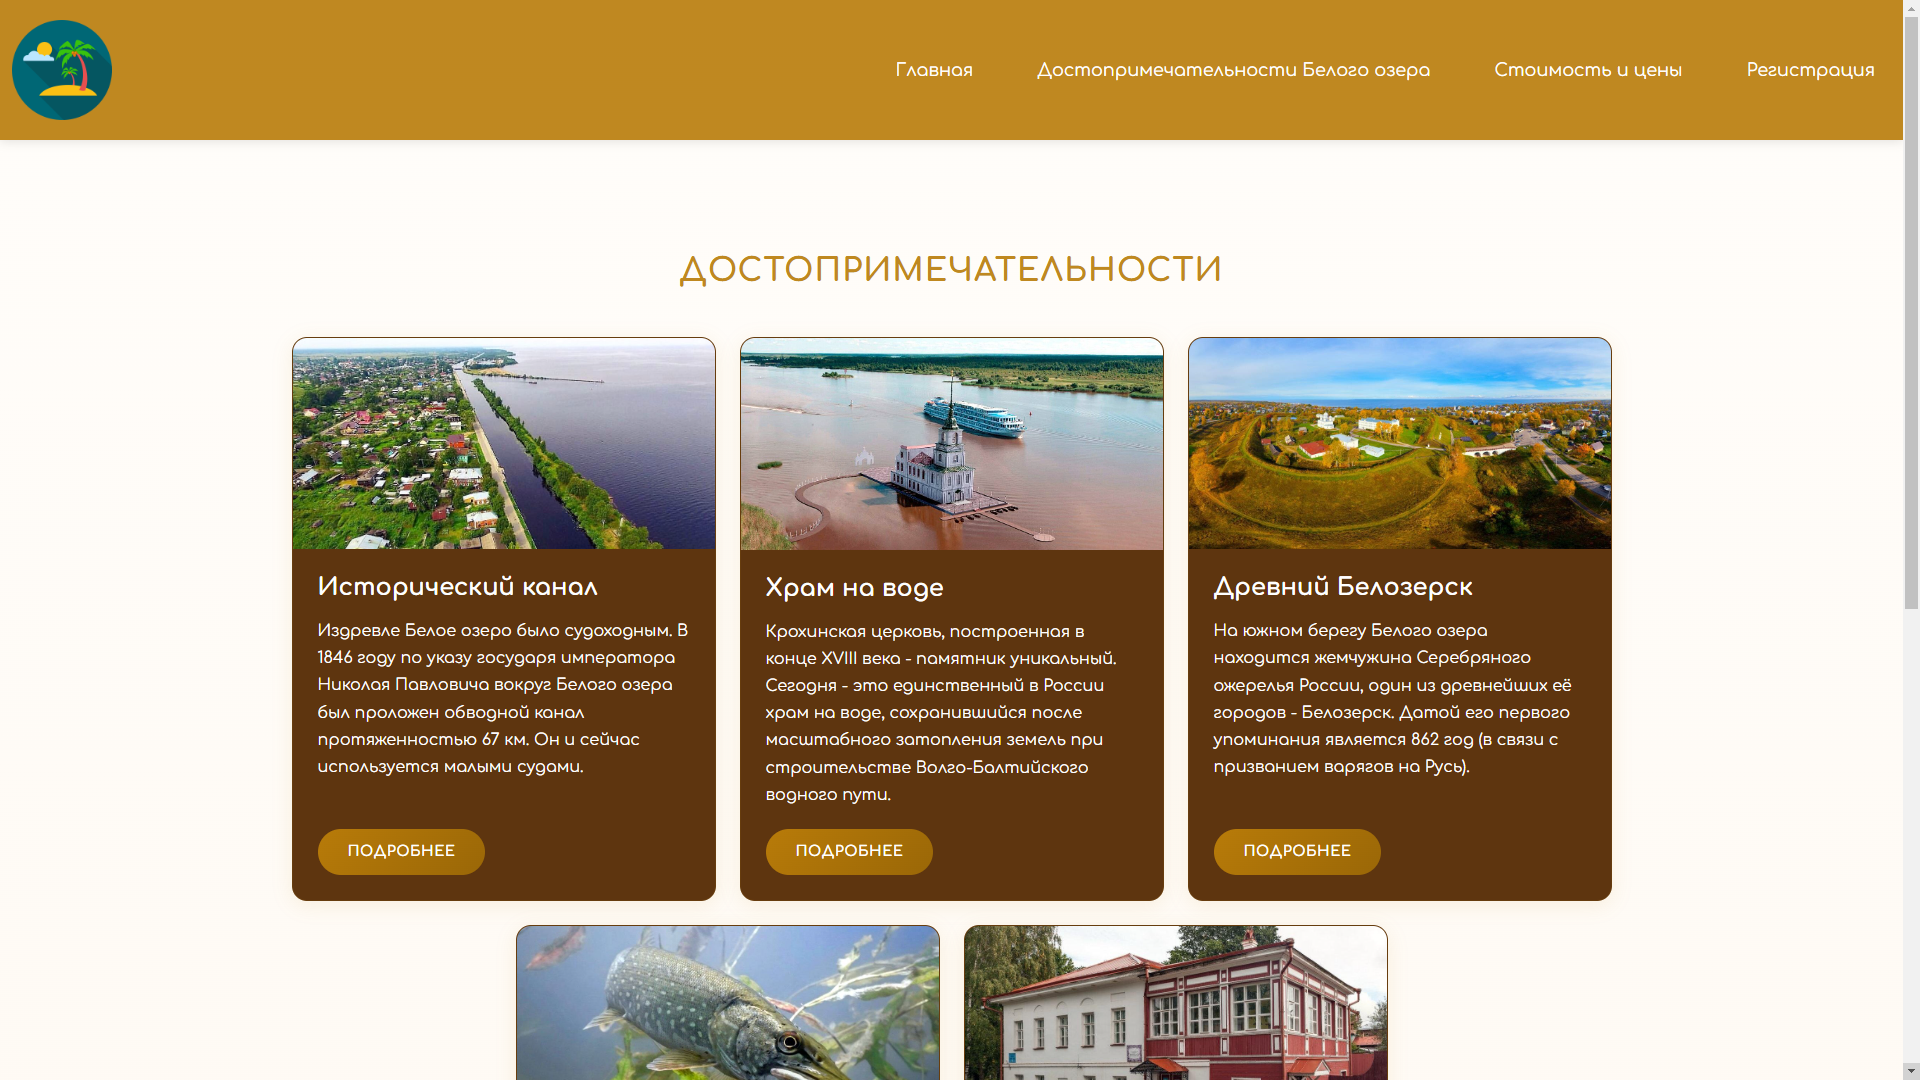 Главная
Достопримечательности Белого озера
Стоимость и цены
Регистрация
ДОСТОПРИМЕЧАТЕЛЬНОСТИ
Исторический канал
Издревле Белое озеро было судоходным. В
1846 году по указу государя императора
Николая Павловича вокруг Белого озера
был проложен обводной канал
протяженностью 67 км. Он и сейчас
используется малыми судами.
ПОДРОБНЕЕ
Храм на воде
Крохинская церковь, построенная в
конце XVIII века - памятник уникальный.
Сегодня - это единственный в России
храм на воде, сохранившийся после
масштабного затопления земель при
строительстве Волго-Балтийского
водного пути.
ПОДРОБНЕЕ
Древний Белозерск
На южном берегу Белого озера
находится жемчужина Серебряного
ожерелья России, один из древнейших её
городов - Белозерск. Датой его первого
упоминания является 862 год (в связи с
призванием варягов на Русь).
ПОДРОБНЕЕ